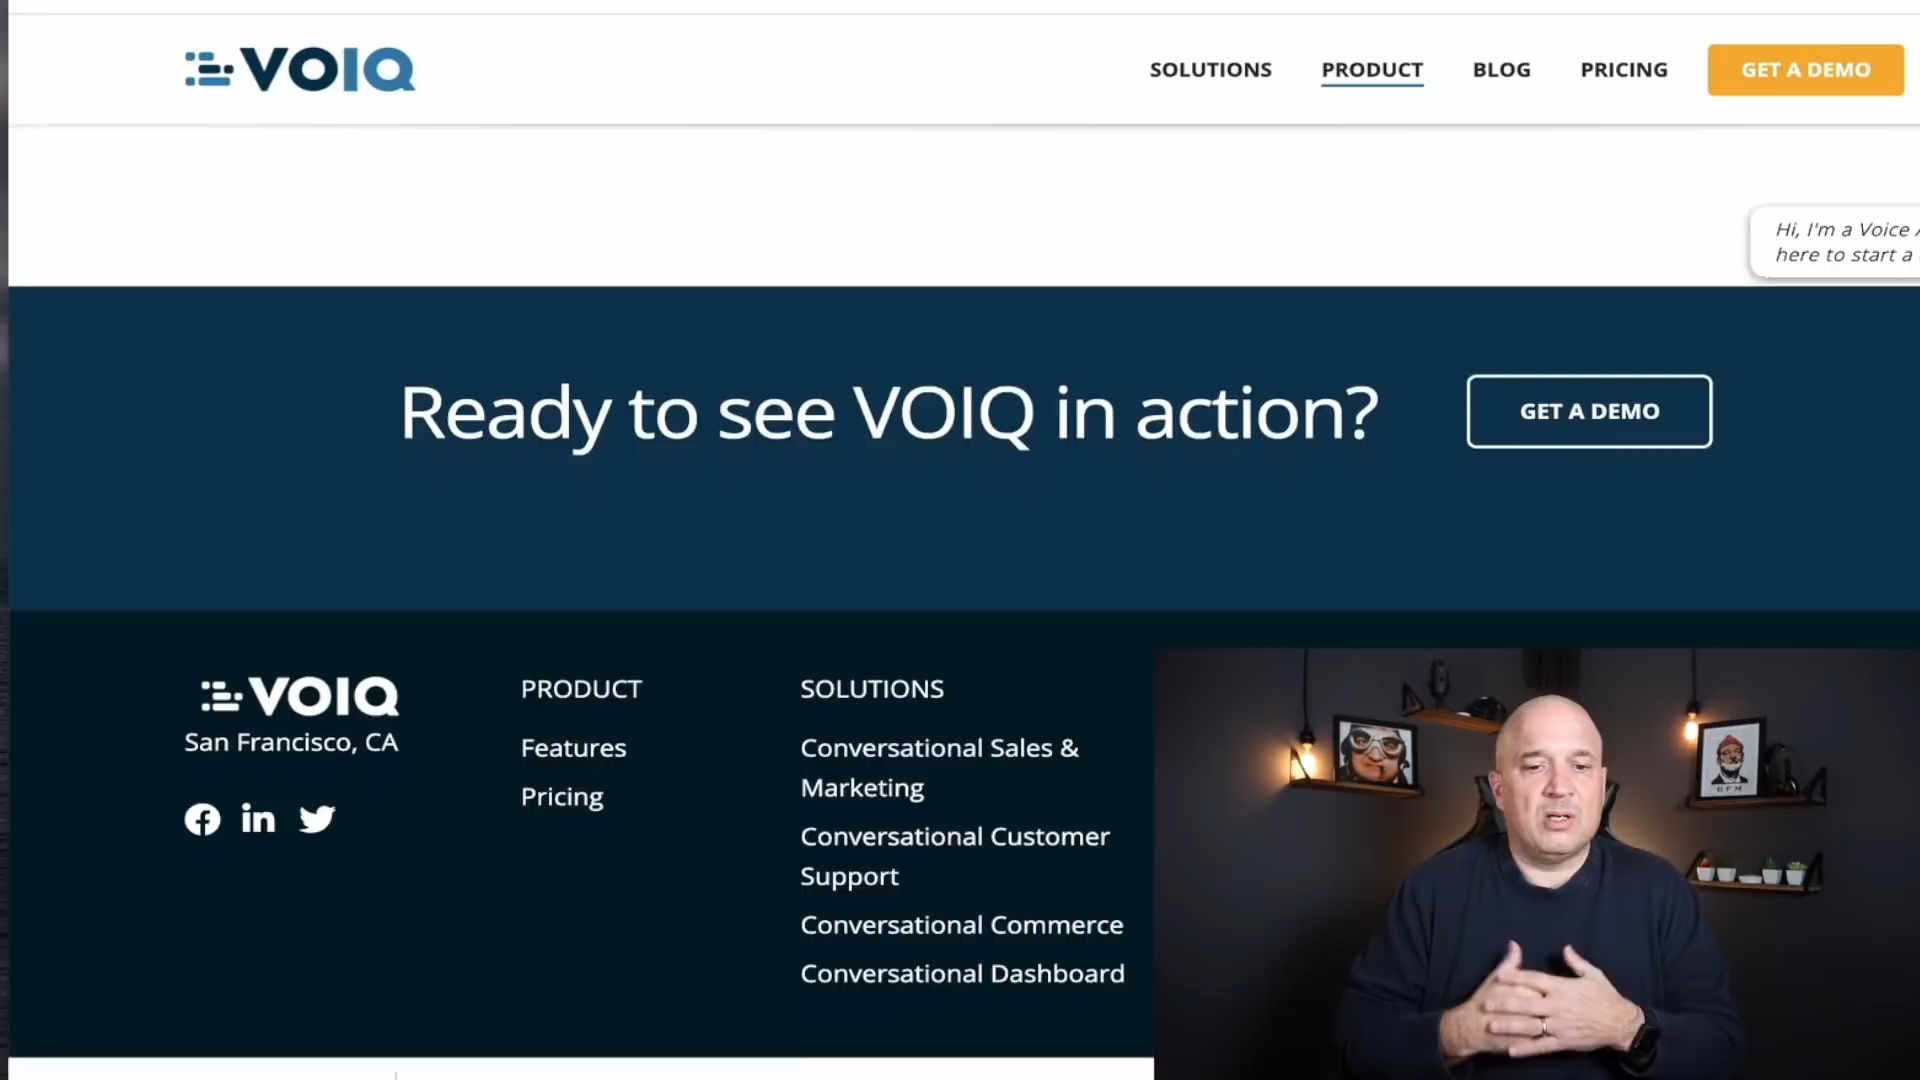 VOIQ
SOLUTIONS
PRODUCT
BLOG
PRICING
GET A DEMO
Hi, I'm a Voice
here to start a
Ready to see VOIQ in action?
GET A DEMO
VOIQ
San Francisco, CA
PRODUCT
Features
Pricing
SOLUTIONS
Conversational Sales &
Marketing
Conversational Customer
Support
Conversational Commerce
Conversational Dashboard
BFM